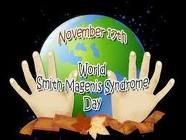 November 17th
World
Smith-Magenis Syndrome
Day